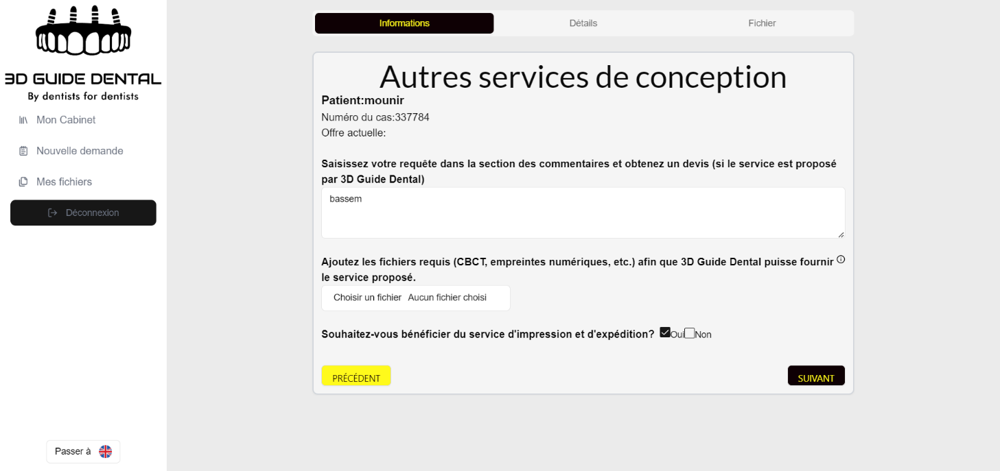 3D GUIDE DENTAL
By dentists for dentists
Mon Cabinet
Nouvelle demande
Mes fichiers
Déconnexion
Passer à
Informations
Détails
Fichier
Autres services de conception
Patient:mounir
Numéro du cas:337784
Offre actuelle:
Saisissez votre requête dans la section des commentaires et obtenez un devis (si le service est proposé
par 3D Guide Dental)
bassem
Ajoutez les fichiers requis (CBCT, empreintes numériques, etc.) afin que 3D Guide Dental puisse fournir
le service proposé.
Choisir un fichier Aucun fichier choisi
Souhaitez-vous bénéficier du service d'impression et d'expédition? Oui Non
PRÉCÉDENT
SUIVANT